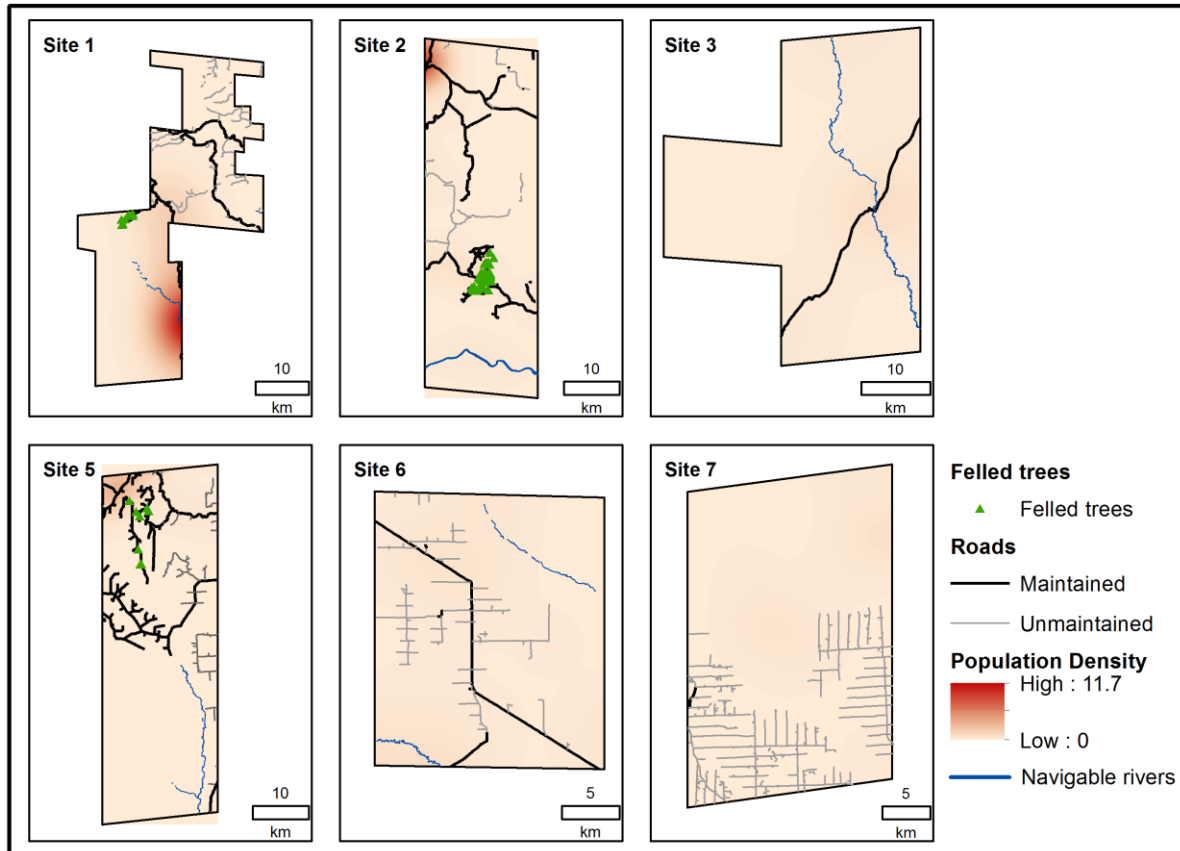 Site 1
10
km
Site 2
10
km
Site 3
10
km
Site 5
10
km
Site 6
5
km
Site 7
5
km
Felled trees
Felled trees
Roads
Maintained
Unmaintained
Population Density
High : 11.7
Low : 0
Navigable rivers